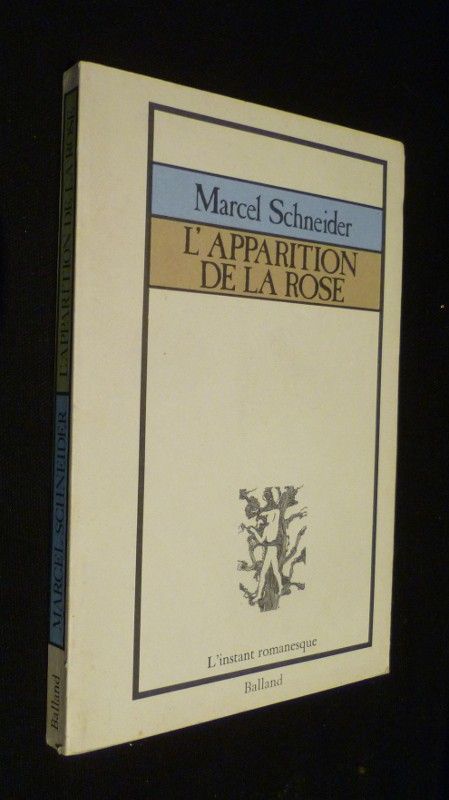 Marcel Schneider
L'APPARITION
DE LA ROSE
L'instant romanesque
Balland
L'APPARITION DE LA ROSE
MARCEL SCHNEIDER
Balland